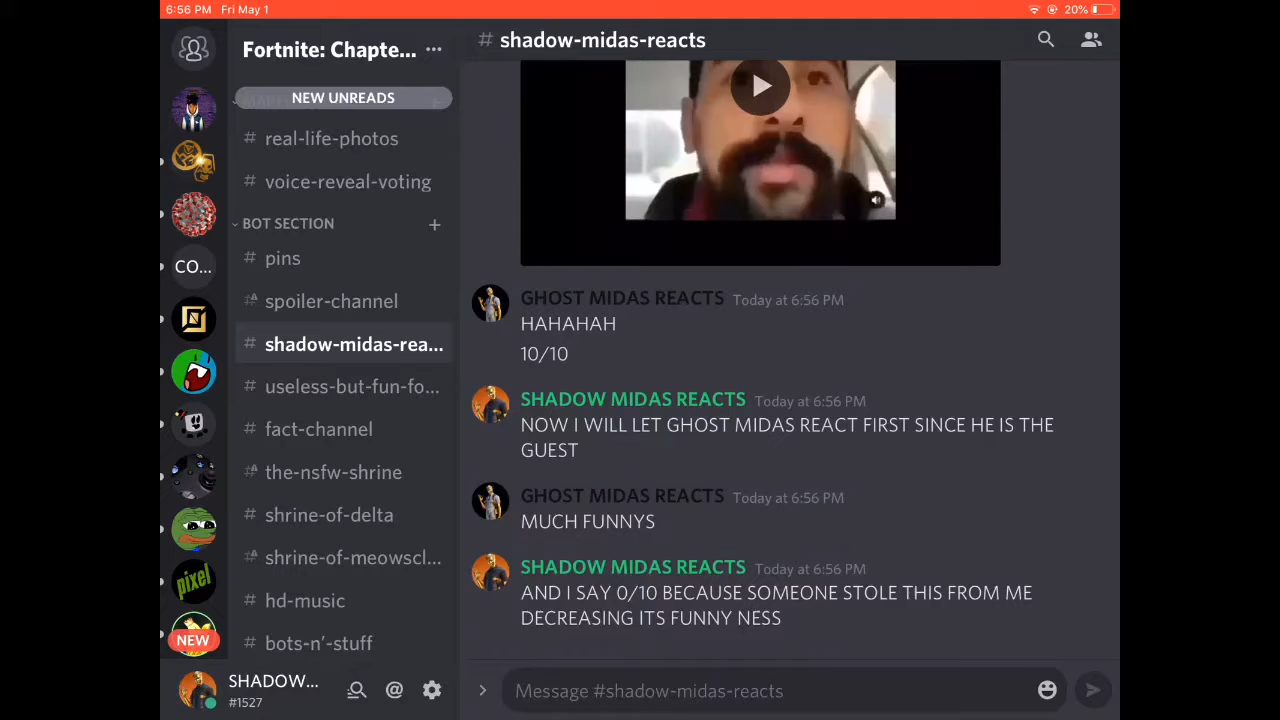 6:56 PM Fri May 1
20%
Fortnite: Chapte...
NEW UNREADS
# real-life-photos
# voice-reveal-voting
BOT SECTION
# pins
# spoiler-channel
# shadow-midas-rea...
# useless-but-fun-fo...
# fact-channel
# the-nsfw-shrine
# shrine-of-delta
# shrine-of-meowscl...
# hd-music
# bots-n'-stuff
CO...
pixel
NEW
SHADOW...
#1527
# shadow-midas-reacts
GHOST MIDAS REACTS Today at 6:56 PM
HAHAHAH
10/10
SHADOW MIDAS REACTS Today at 6:56 PM
NOW I WILL LET GHOST MIDAS REACT FIRST SINCE HE IS THE
GUEST
GHOST MIDAS REACTS Today at 6:56 PM
MUCH FUNNYS
SHADOW MIDAS REACTS Today at 6:56 PM
AND I SAY 0/10 BECAUSE SOMEONE STOLE THIS FROM ME
DECREASING ITS FUNNY NESS
Message #shadow-midas-reacts